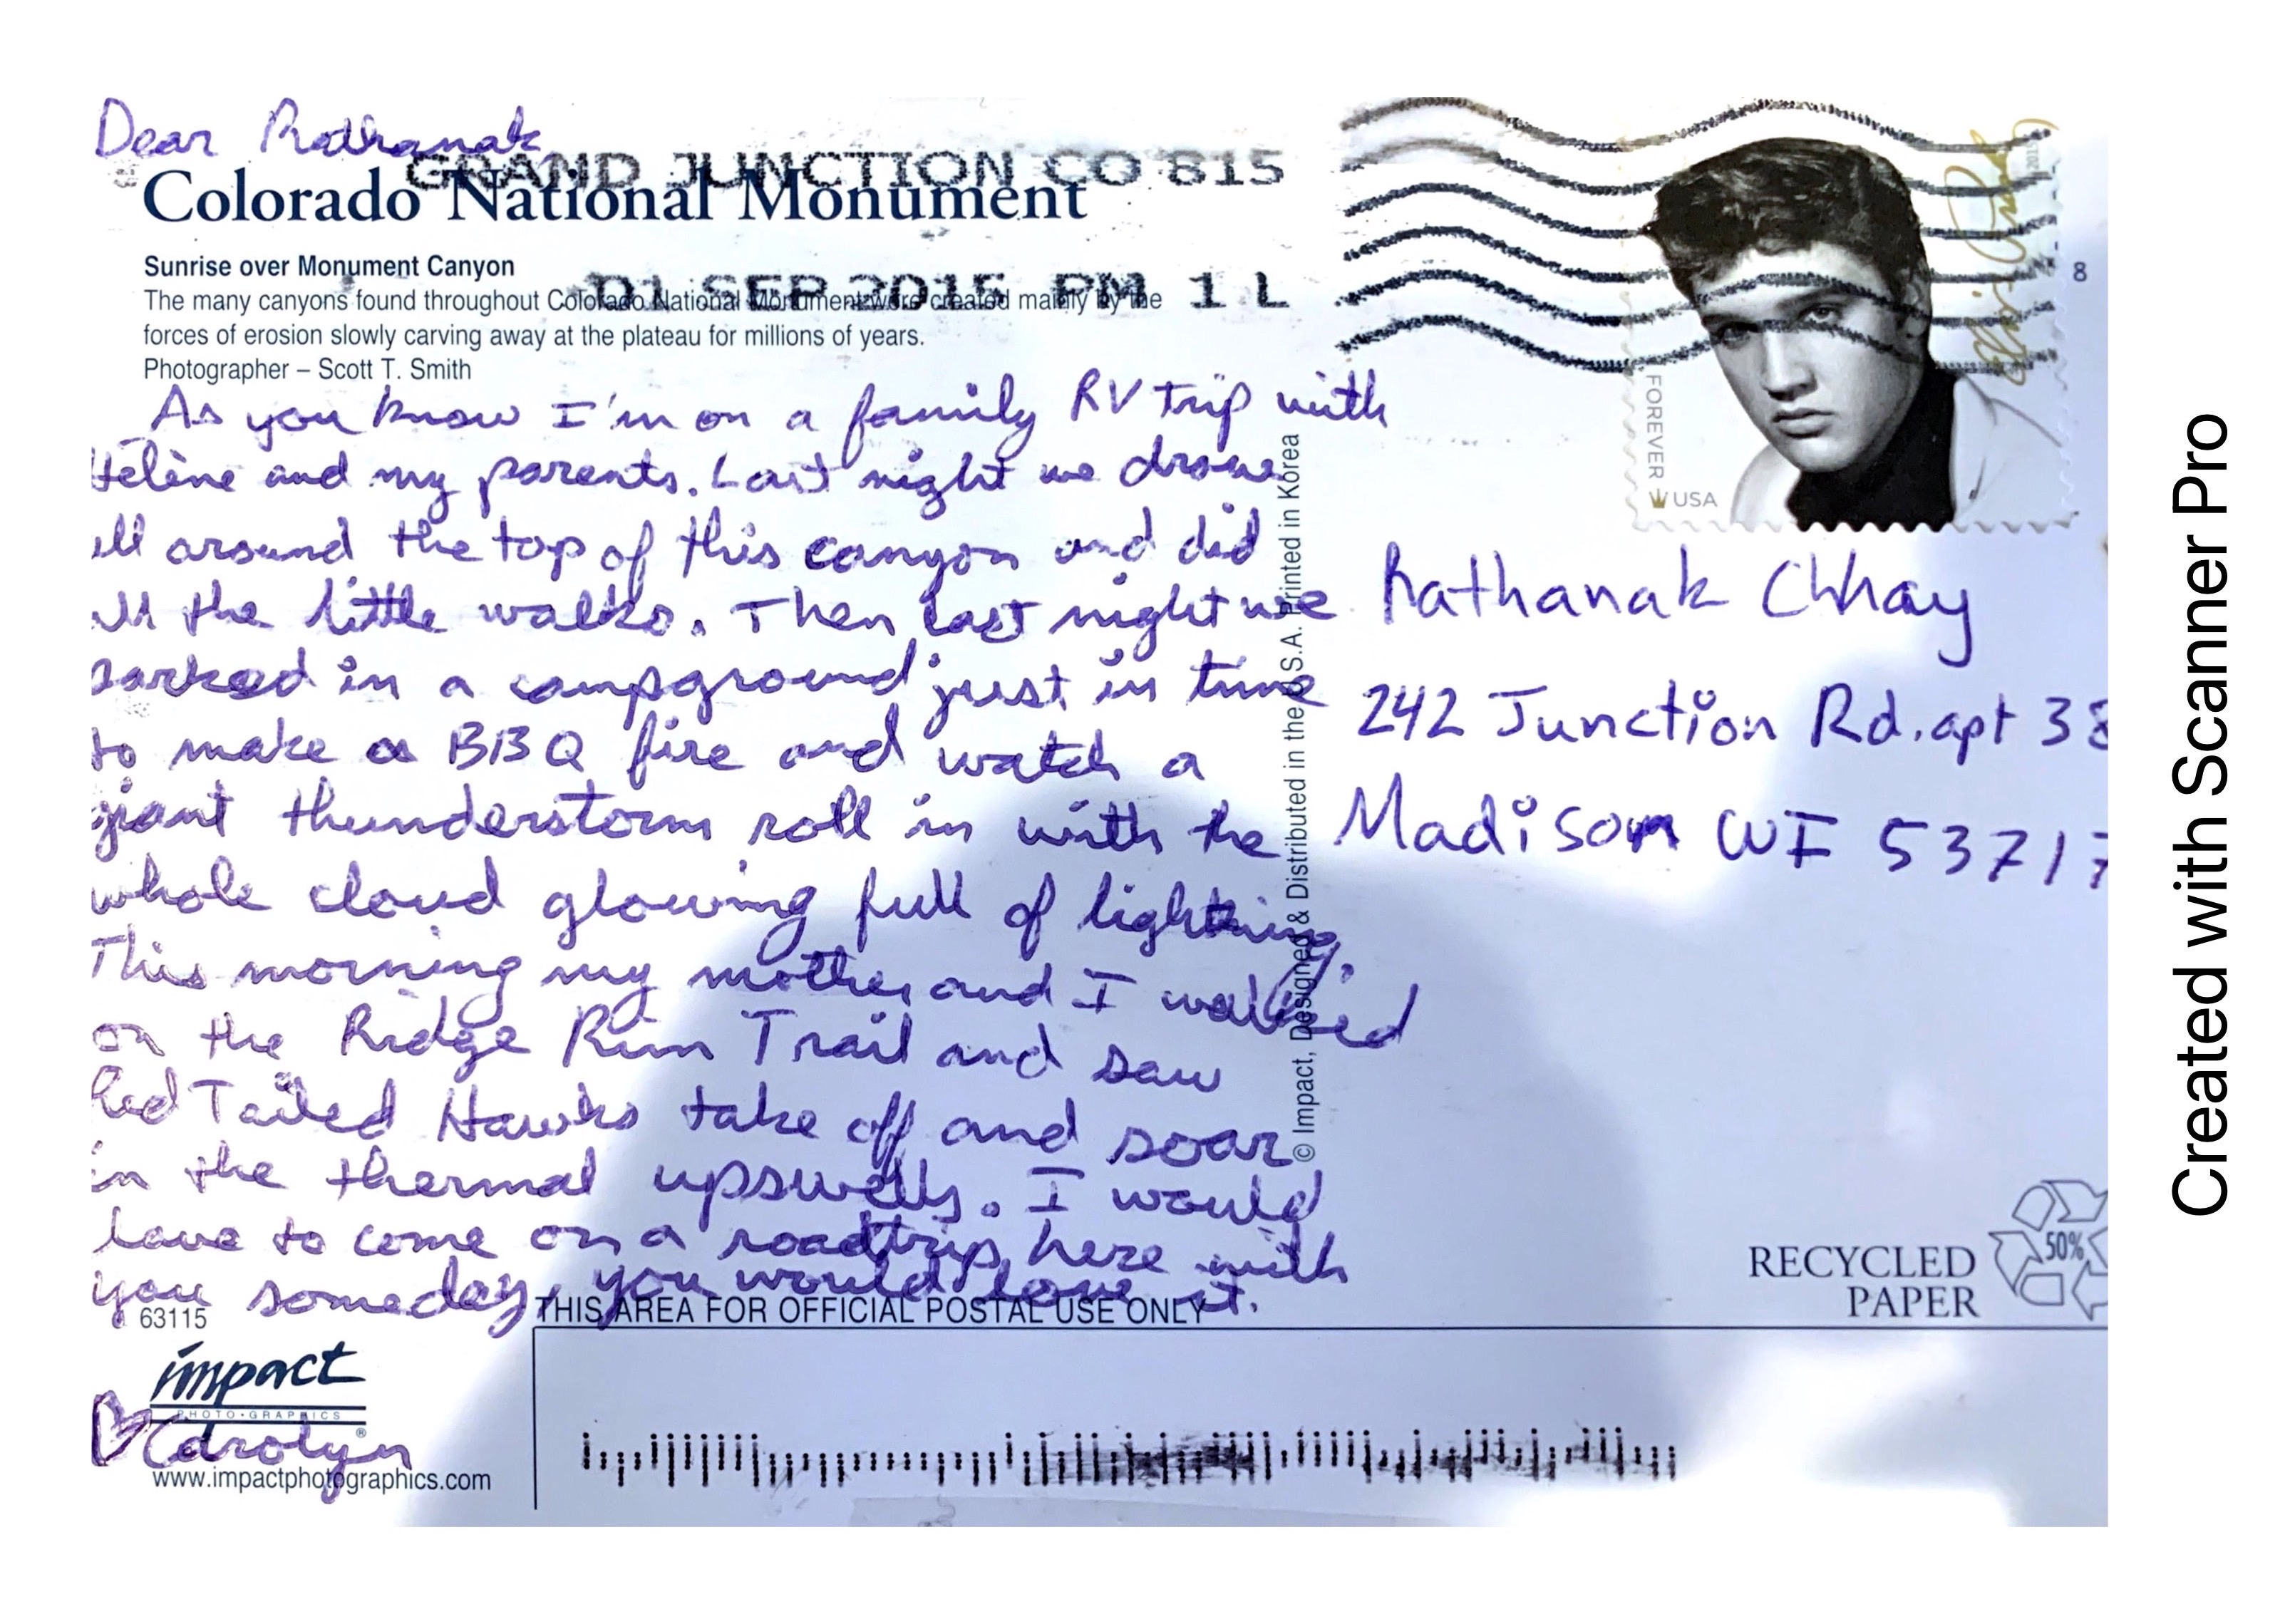 Dear Rathanak
GRAND JUNCTION CO 815
Colorado National Monument
Sunrise over Monument Canyon
01 SEP 2015 PM 1 L
The many canyons found throughout Colorado National Monument were created mainly by the
forces of erosion slowly carving away at the plateau for millions of years.
Photographer – Scott T. Smith
As you know I'm on a family RV trip with
Hélène and my parents. Last night we drove
all around the top of this canyon and did
all the little walks. Then last night we
parked in a campground just in time
to make a BBQ fire and watch a
giant thunderstorm roll in with the
whole cloud glowing full of lightning.
This morning my mother and I walked
on the Ridge Rim Trail and saw
Red Tailed Hawks take off and soar
in the thermal upswells. I would
love to come on a roadtrip here with
you someday, you would love it.
63115
impact
PHOTO·GRAPHICS
®
♡Carolyn
www.impactphotographics.com
© Impact, Designed & Distributed in the U.S.A. Printed in Korea
FOREVER
USA
2015
8
Rathanak Chhay
242 Junction Rd. apt 38
Madison WI 53717
RECYCLED
PAPER
50%
THIS AREA FOR OFFICIAL POSTAL USE ONLY
Created with Scanner Pro